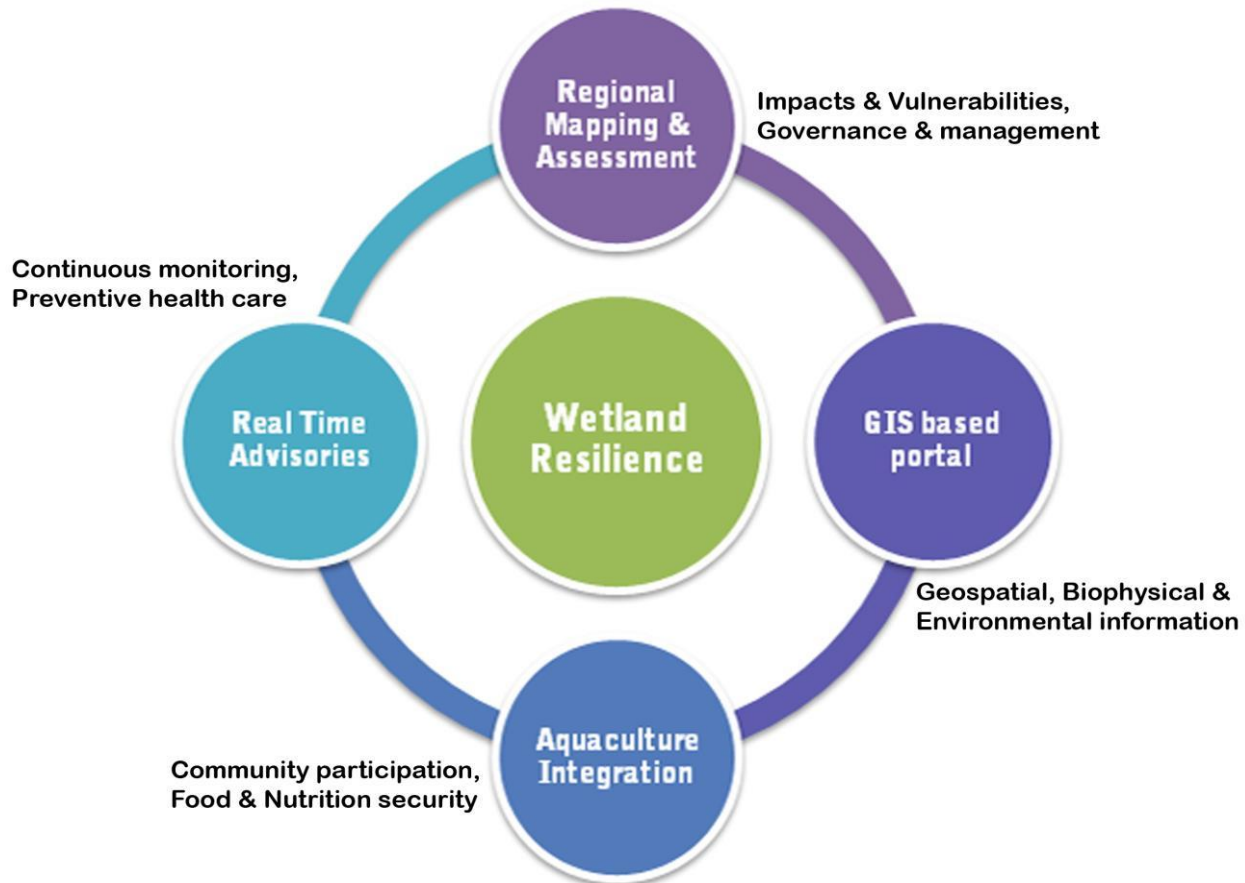 Regional
Mapping &
Assessment
Impacts & Vulnerabilities,
Governance & management
Continuous monitoring,
Preventive health care
Real Time
Advisories
Wetland
Resilience
GIS based
portal
Geospatial, Biophysical &
Environmental information
Aquaculture
Integration
Community participation,
Food & Nutrition security